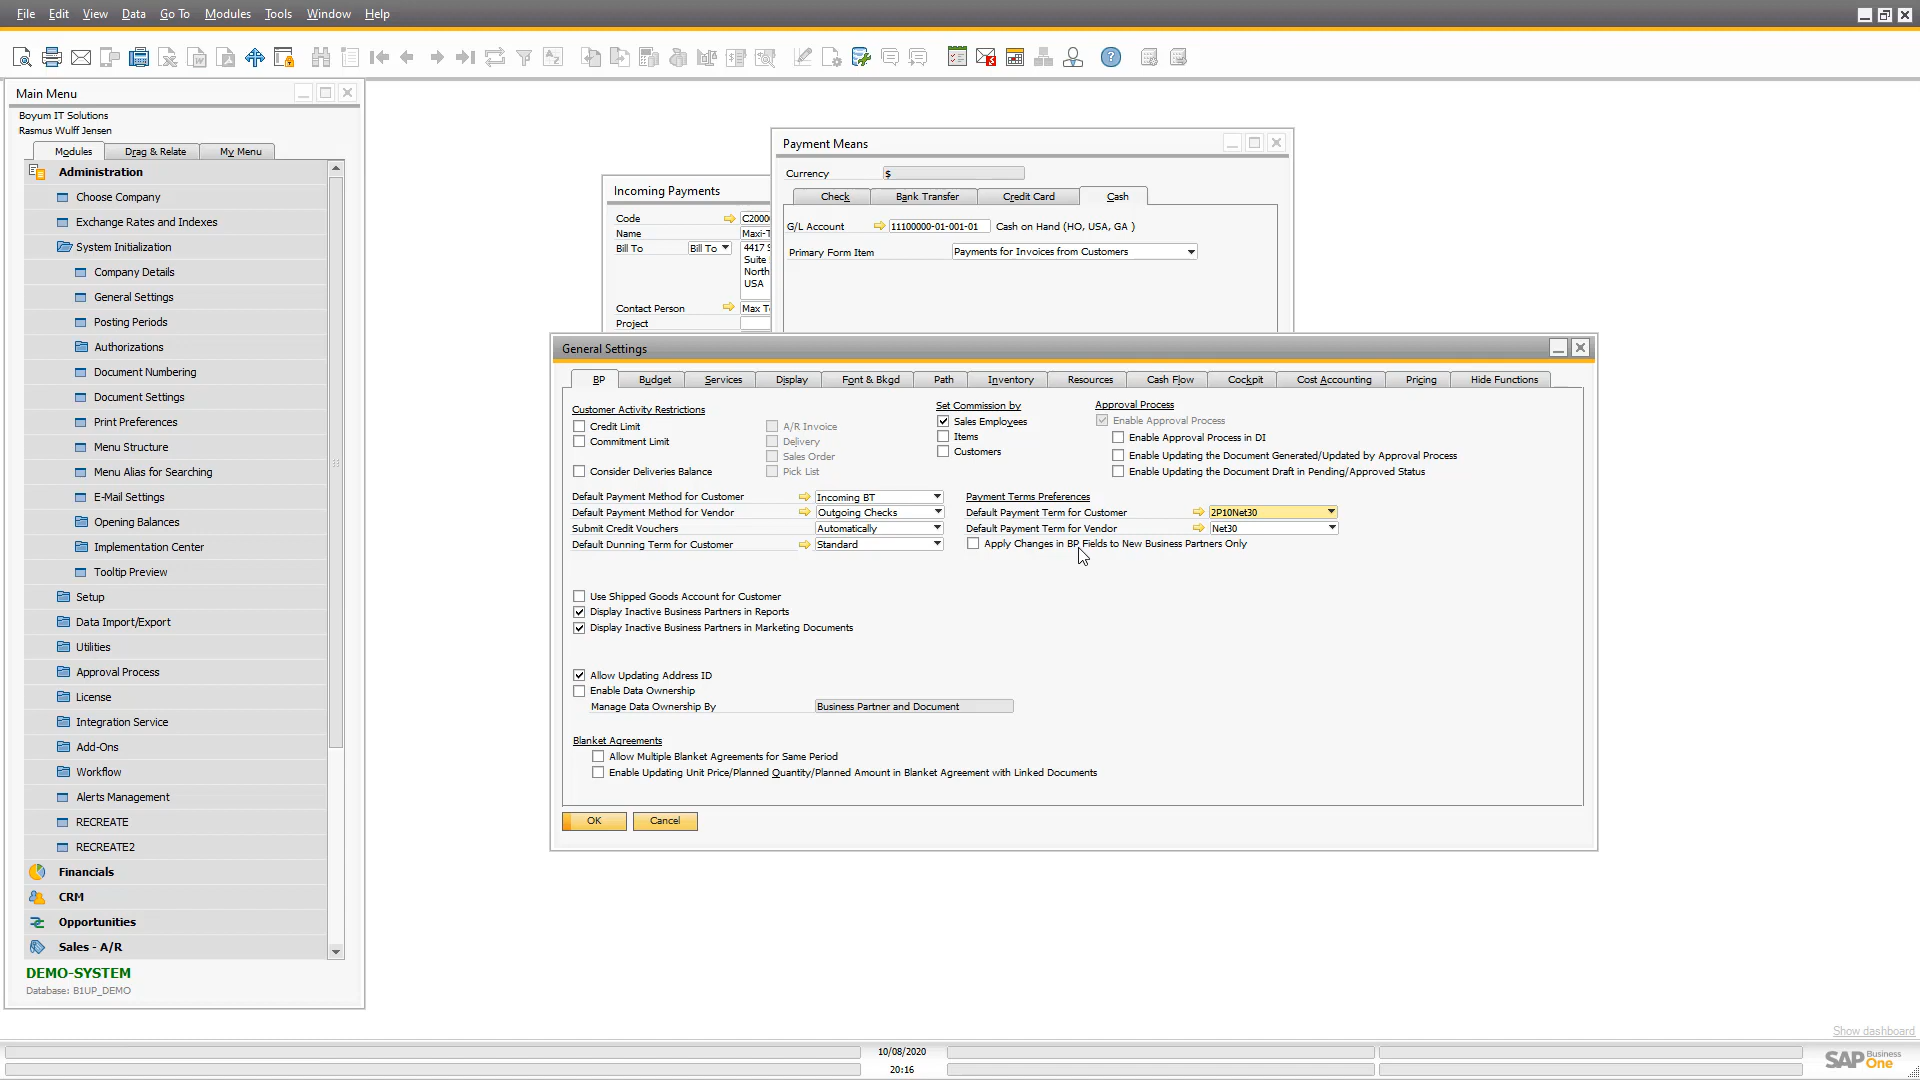 File Edit View Data Go To Modules Tools Window Help
Main Menu
Boyum IT Solutions
Rasmus Wulff Jensen
Modules Drag & Relate My Menu
Administration
Choose Company
Exchange Rates and Indexes
System Initialization
Company Details
General Settings
Posting Periods
Authorizations
Document Numbering
Document Settings
Print Preferences
Menu Structure
Menu Alias for Searching
E-Mail Settings
Opening Balances
Implementation Center
Tooltip Preview
Setup
Data Import/Export
Utilities
Approval Process
License
Integration Service
Add-Ons
Workflow
Alerts Management
RECREATE
RECREATE2
Financials
CRM
Opportunities
Sales - A/R
DEMO-SYSTEM
Database: B1UP_DEMO
Payment Means
Currency $
Check Bank Transfer Credit Card Cash
G/L Account 11100000-01-001-01 Cash on Hand (HO, USA, GA )
Primary Form Item Payments for Invoices from Customers
Incoming Payments
Code C2000
Name Maxi-T
Bill To Bill To 4417 S
Suite
North
USA
Contact Person Max Te
Project
General Settings
BP Budget Services Display Font & Bkgd Path Inventory Resources Cash Flow Cockpit Cost Accounting Pricing Hide Functions
Customer Activity Restrictions
Credit Limit A/R Invoice
Commitment Limit Delivery
Sales Order
Consider Deliveries Balance Pick List
Set Commission by
Sales Employees
Items
Customers
Approval Process
Enable Approval Process
Enable Approval Process in DI
Enable Updating the Document Generated/Updated by Approval Process
Enable Updating the Document Draft in Pending/Approved Status
Default Payment Method for Customer Incoming BT
Default Payment Method for Vendor Outgoing Checks
Submit Credit Vouchers Automatically
Default Dunning Term for Customer Standard
Payment Terms Preferences
Default Payment Term for Customer 2P10Net30
Default Payment Term for Vendor Net30
Apply Changes in BP Fields to New Business Partners Only
Use Shipped Goods Account for Customer
Display Inactive Business Partners in Reports
Display Inactive Business Partners in Marketing Documents
Allow Updating Address ID
Enable Data Ownership
Manage Data Ownership By Business Partner and Document
Blanket Agreements
Allow Multiple Blanket Agreements for Same Period
Enable Updating Unit Price/Planned Quantity/Planned Amount in Blanket Agreement with Linked Documents
OK Cancel
Show dashboard
10/08/2020
20:16
SAP Business One